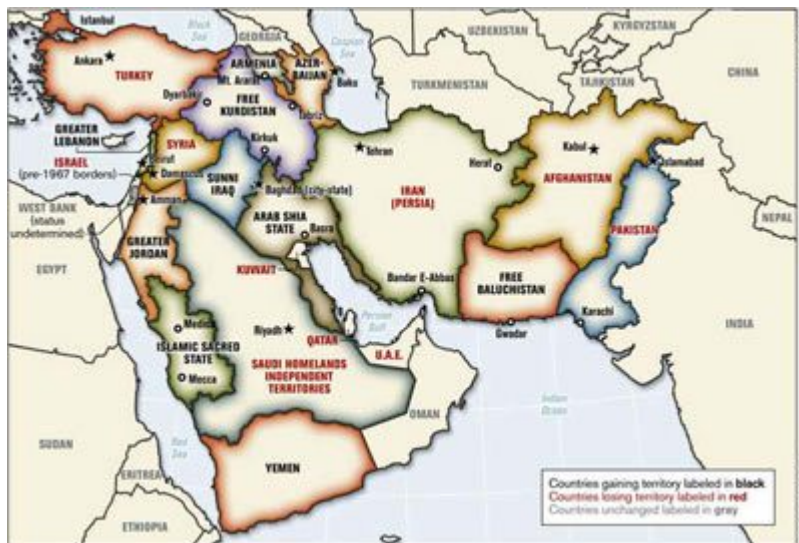 Istanbul
Black
Sea
GEORGIA
Caspian
Sea
UZBEKISTAN
KYRGYZSTAN
Ankara
TURKEY
ARMENIA
Mt. Ararat
AZER-
BAIJAN
Baku
TURKMENISTAN
TAJIKISTAN
CHINA
Dyarbakir
FREE
KURDISTAN
Tabriz
GREATER
LEBANON
SYRIA
Kirkuk
Tehran
Herat
Kabul
Islamabad
ISRAEL
(pre-1967 borders)
Beirut
Damascus
SUNNI
IRAQ
Baghdad (city-state)
IRAN
(PERSIA)
AFGHANISTAN
WEST BANK
(status
undetermined)
Amman
ARAB SHIA
STATE
Basra
PAKISTAN
NEPAL
GREATER
JORDAN
EGYPT
KUWAIT
Bandar E-Abbas
FREE
BALUCHISTAN
Karachi
Gwadar
INDIA
Medina
ISLAMIC SACRED
STATE
Mecca
Riyadh
Persian
Gulf
QATAR
U.A.E.
SAUDI HOMELANDS
INDEPENDENT
TERRITORIES
OMAN
Indian
Ocean
SUDAN
Red
Sea
ERITREA
YEMEN
ETHIOPIA
Countries gaining territory labeled in black
Countries losing territory labeled in red
Countries unchanged labeled in gray